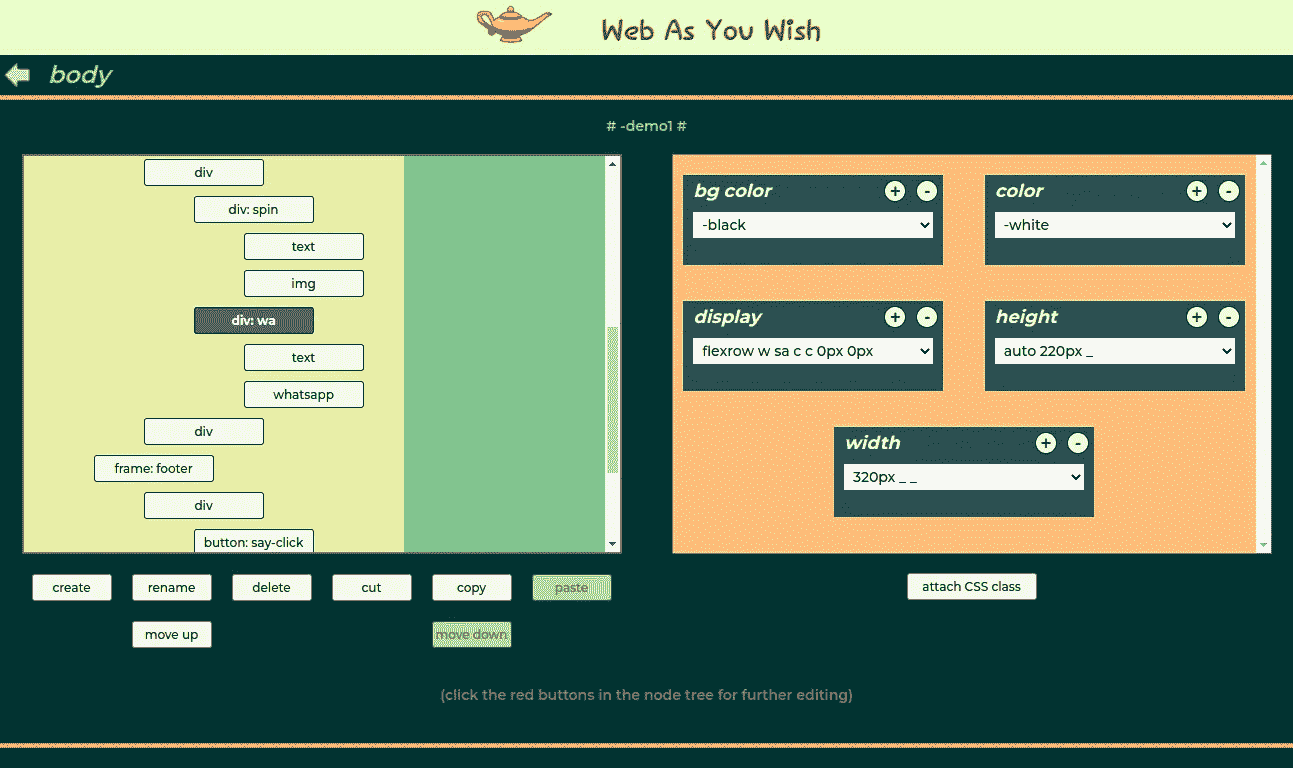 Web As You Wish
body
# -demo1 #
div
div: spin
text
img
div: wa
text
whatsapp
div
frame: footer
div
button: say-click
bg color + -
-black
color + -
-white
display + -
flexrow w sa c c 0px 0px
height + -
auto 220px _
width + -
320px _ _
create rename delete cut copy paste
move up move down
attach CSS class
(click the red buttons in the node tree for further editing)